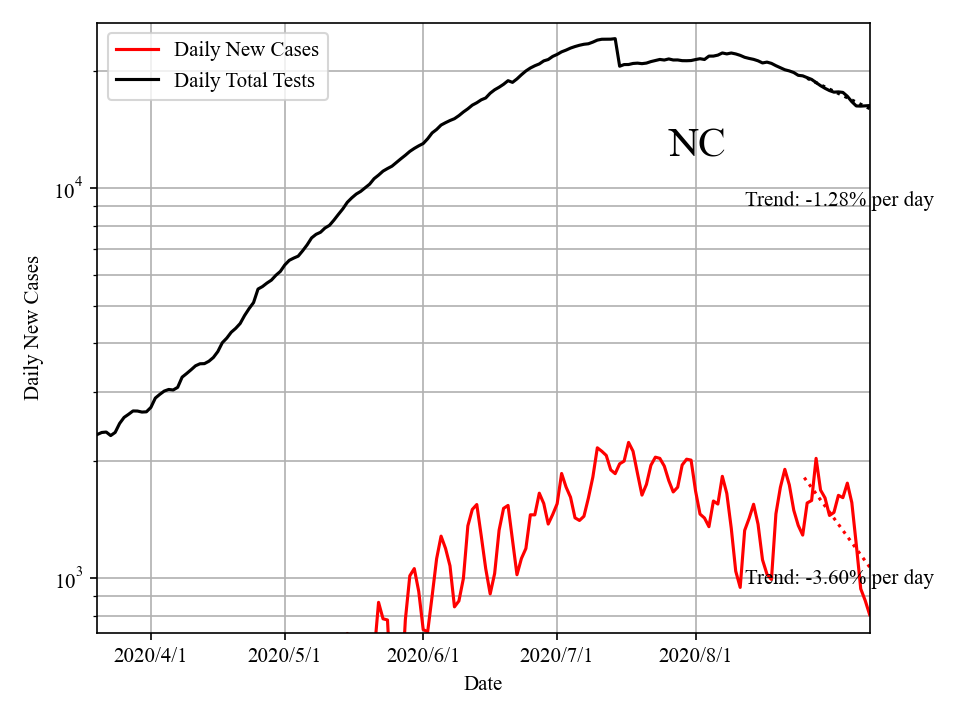 Daily New Cases
Daily Total Tests
NC
10^4
Trend: -1.28% per day
Daily New Cases
10^3
Trend: -3.60% per day
2020/4/1 2020/5/1 2020/6/1 2020/7/1 2020/8/1
Date